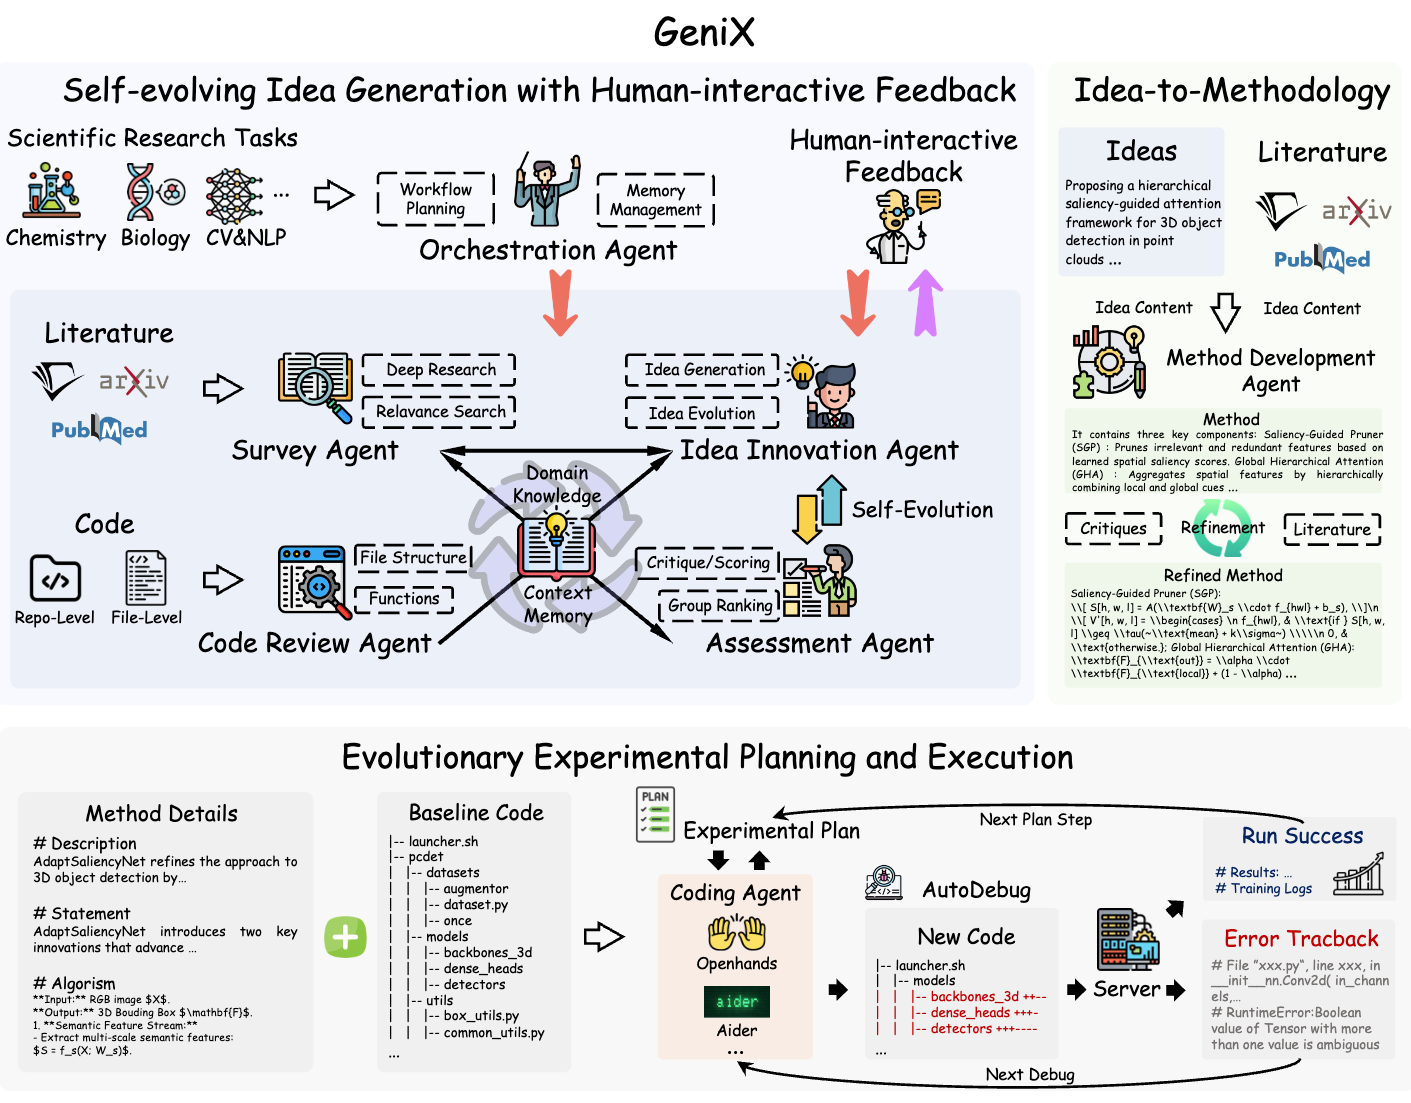 GeniX
Self-evolving Idea Generation with Human-interactive Feedback
Scientific Research Tasks
Chemistry
Biology
CV&NLP
...
Workflow
Planning
Memory
Management
Orchestration Agent
Human-interactive
Feedback
Literature
arXiv
PubMed
Deep Research
Relavance Search
Survey Agent
Idea Generation
Idea Evolution
Idea Innovation Agent
Domain
Knowledge
Context
Memory
Self-Evolution
Code
Repo-Level
File-Level
File Structure
Functions
Code Review Agent
Critique/Scoring
Group Ranking
Assessment Agent
Idea-to-Methodology
Ideas
Proposing a hierarchical
saliency-guided attention
framework for 3D object
detection in point
clouds ...
Literature
arXiv
PubMed
Idea Content
Idea Content
Method Development
Agent
Method
It contains three key components: Saliency-Guided Pruner
(SGP) : Prunes irrelevant and redundant features based on
learned spatial saliency scores. Global Hierarchical Attention
(GHA) : Aggregates spatial features by hierarchically
combining local and global cues ...
Critiques
Refinement
Literature
Refined Method
Saliency-Guided Pruner (SGP):
\\[ S[h, w, l] = A(\\textbf{W}_s \\cdot f_{hwl} + b_s), \\]\n
\\[ V'[h, w, l] = \\begin{cases} \n f_{hwl}, & \\text{if } S[h, w,
l] \\geq \\tau(~\\text{mean} + k\\sigma~) \\\\\n 0, &
\\text{otherwise.}; Global Hierarchical Attention (GHA):
\\textbf{F}_{\\text{out}} = \\alpha \\cdot
\\textbf{F}_{\\text{local}} + (1 - \\alpha) ...
Evolutionary Experimental Planning and Execution
Method Details
# Description
AdaptSaliencyNet refines the approach to
3D object detection by...
# Statement
AdaptSaliencyNet introduces two key
innovations that advance ...
# Algorism
**Input:** RGB image $X$.
**Output:** 3D Bouding Box $\mathbf{F}$.
1. **Semantic Feature Stream:**
- Extract multi-scale semantic features:
$S = f_s(X; W_s)$.
Baseline Code
|-- launcher.sh
|-- pcdet
| |-- datasets
| | |-- augmentor
| | |-- dataset.py
| | |-- once
| |-- models
| | |-- backbones_3d
| | |-- dense_heads
| | |-- detectors
| |-- utils
| | |-- box_utils.py
| | |-- common_utils.py
...
PLAN
Experimental Plan
Coding Agent
Openhands
aider
Aider
...
AutoDebug
New Code
|-- launcher.sh
| |-- models
| | |-- backbones_3d ++--
| | |-- dense_heads +++-
| | |-- detectors +++----
...
Server
Next Plan Step
Run Success
# Results: ...
# Training Logs
Error Tracback
# File "xxx.py", line xxx, in
__init__nn.Conv2d( in_chann
els,...
# RuntimeError:Boolean
value of Tensor with more
than one value is ambiguous
Next Debug